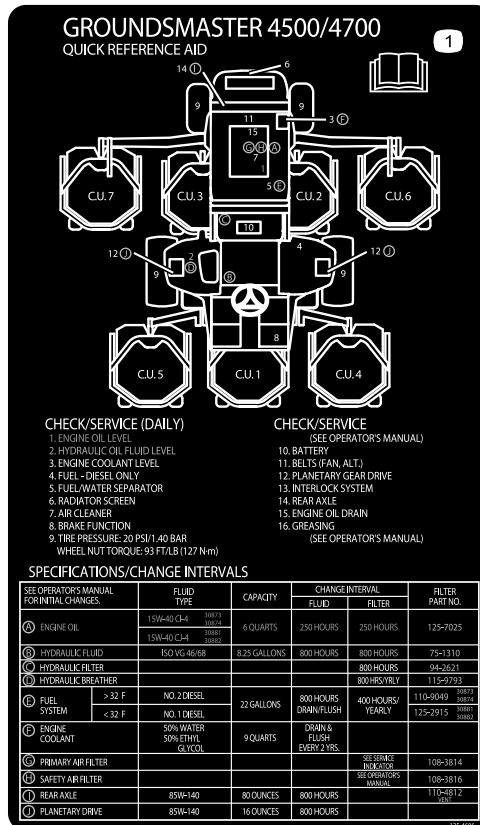 GROUNDSMASTER 4500/4700
QUICK REFERENCE AID
1
6
14 I
9
9
11
3 F
15
G H A
7
1
5 E
C.U. 7
C.U. 3
C.U. 2
C.U. 6
C
10
12 J
2
D
4
12 J
9
B
9
8
C.U. 5
C.U. 1
C.U. 4
CHECK/SERVICE (DAILY)
1. ENGINE OIL LEVEL
2. HYDRAULIC OIL FLUID LEVEL
3. ENGINE COOLANT LEVEL
4. FUEL - DIESEL ONLY
5. FUEL/WATER SEPARATOR
6. RADIATOR SCREEN
7. AIR CLEANER
8. BRAKE FUNCTION
9. TIRE PRESSURE: 20 PSI/1.40 BAR
WHEEL NUT TORQUE: 93 FT/LB (127 N·m)
CHECK/SERVICE
(SEE OPERATOR'S MANUAL)
10. BATTERY
11. BELTS (FAN, ALT.)
12. PLANETARY GEAR DRIVE
13. INTERLOCK SYSTEM
14. REAR AXLE
15. ENGINE OIL DRAIN
16. GREASING
(SEE OPERATOR'S MANUAL)
SPECIFICATIONS/CHANGE INTERVALS
SEE OPERATOR'S MANUAL FOR INITIAL CHANGES. FLUID TYPE CAPACITY CHANGE INTERVAL FLUID FILTER FILTER PART NO.
A ENGINE OIL 15W-40 CI-4 30873 30874 15W-40 CJ-4 30881 30882 6 QUARTS 250 HOURS 250 HOURS 125-7025
B HYDRAULIC FLUID ISO VG 46/68 8.25 GALLONS 800 HOURS 800 HOURS 75-1310
C HYDRAULIC FILTER 800 HOURS 94-2621
D HYDRAULIC BREATHER 800 HRS/YRLY 115-9793
E FUEL SYSTEM > 32 F NO. 2 DIESEL < 32 F NO. 1 DIESEL 22 GALLONS 800 HOURS DRAIN/FLUSH 400 HOURS/ YEARLY 110-9049 30873 30874 125-2915 30881 30882
F ENGINE COOLANT 50% WATER 50% ETHYL GLYCOL 9 QUARTS DRAIN & FLUSH EVERY 2 YRS.
G PRIMARY AIR FILTER SEE SERVICE INDICATOR 108-3814
H SAFETY AIR FILTER SEE OPERATOR'S MANUAL 108-3816
I REAR AXLE 85W-140 80 OUNCES 800 HOURS 110-4812 VENT
J PLANETARY DRIVE 85W-140 16 OUNCES 800 HOURS